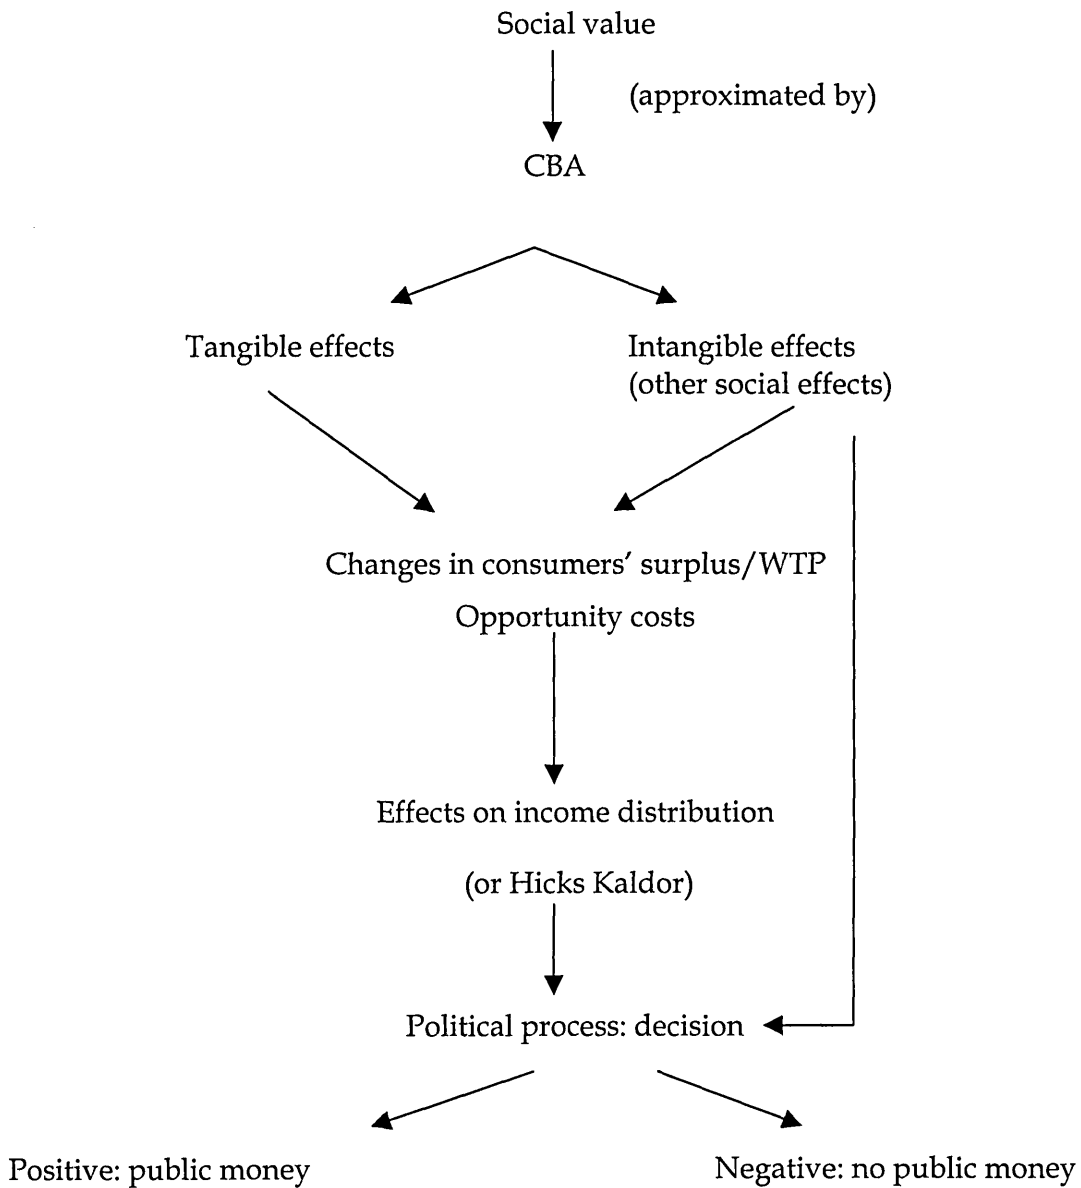 Social value
(approximated by)
CBA
Tangible effects
Intangible effects
(other social effects)
Changes in consumers' surplus/WTP
Opportunity costs
Effects on income distribution
(or Hicks Kaldor)
Political process: decision
Positive: public money
Negative: no public money